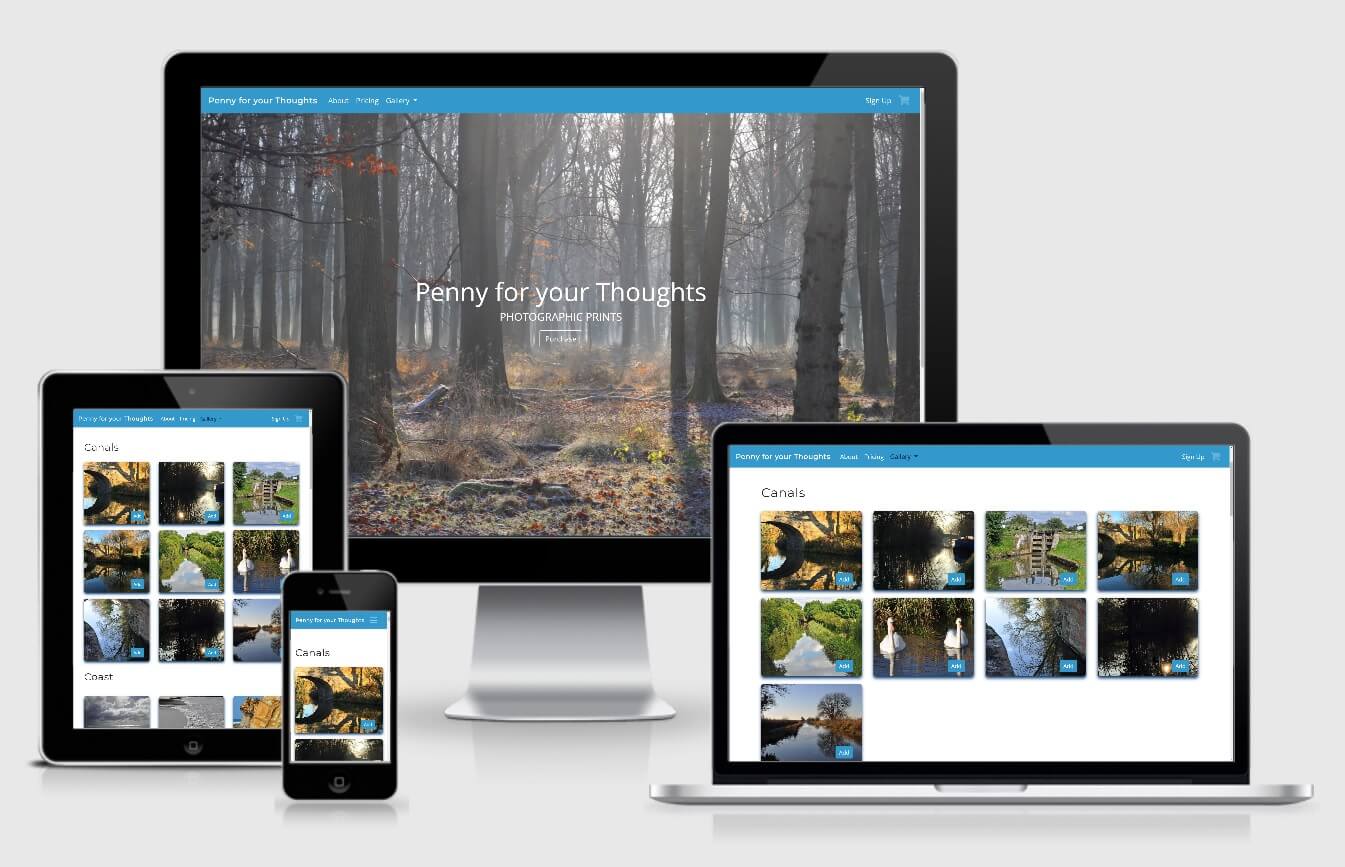 Penny for your Thoughts About Pricing Gallery Sign Up
Penny for your Thoughts
PHOTOGRAPHIC PRINTS
Purchase
Penny for your Thoughts About Pricing Gallery Sign Up
Canals
Add Add Add
Add Add Add
Add Add Add
Coast
Penny for your Thoughts
Canals
Add
Penny for your Thoughts About Pricing Gallery Sign Up
Canals
Add Add Add Add
Add Add Add Add
Add